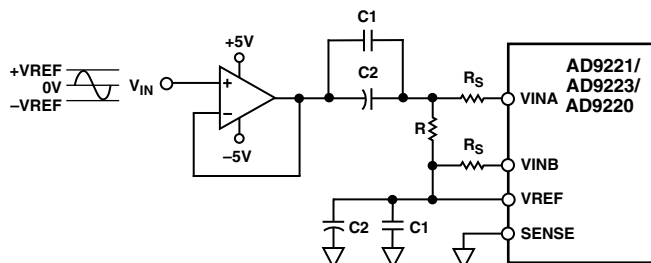 C1
+5V
+VREF
0V
–VREF
VIN
+
–
C2
–5V
RS
R
RS
C2
C1
AD9221/
AD9223/
AD9220
VINA
VINB
VREF
SENSE